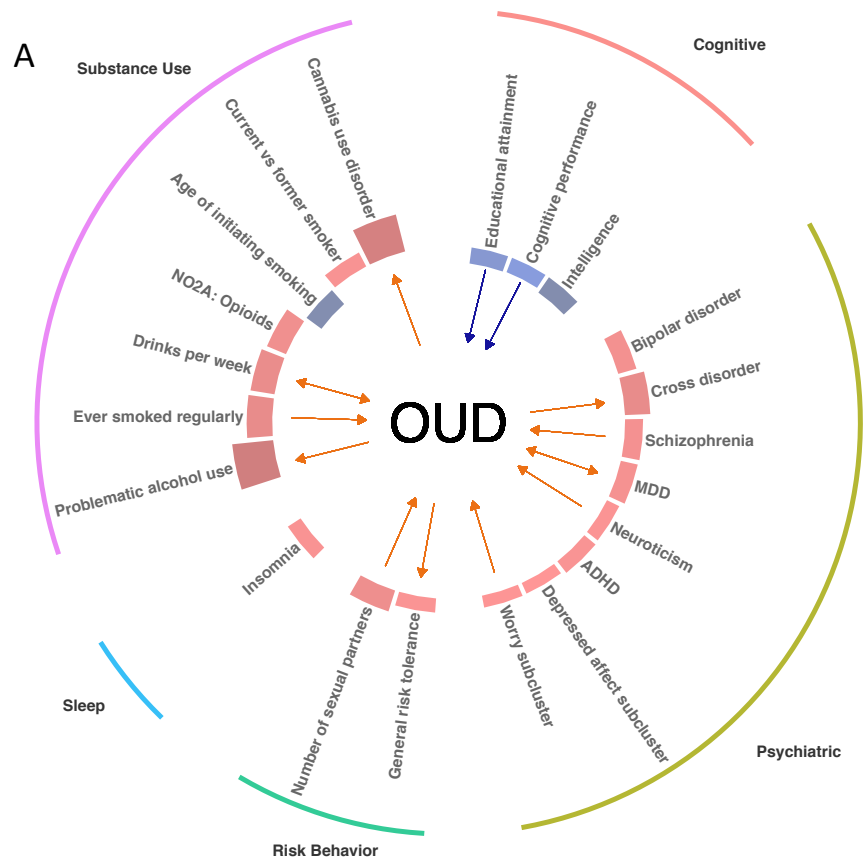 A
Substance Use
Cognitive
Cannabis use disorder
Current vs former smoker
Age of initiating smoking
NO2A: Opioids
Drinks per week
Ever smoked regularly
Problematic alcohol use
Educational attainment
Cognitive performance
Intelligence
Bipolar disorder
Cross disorder
Schizophrenia
MDD
Neuroticism
ADHD
Depressed affect subcluster
Worry subcluster
OUD
Insomnia
Number of sexual partners
General risk tolerance
Sleep
Psychiatric
Risk Behavior